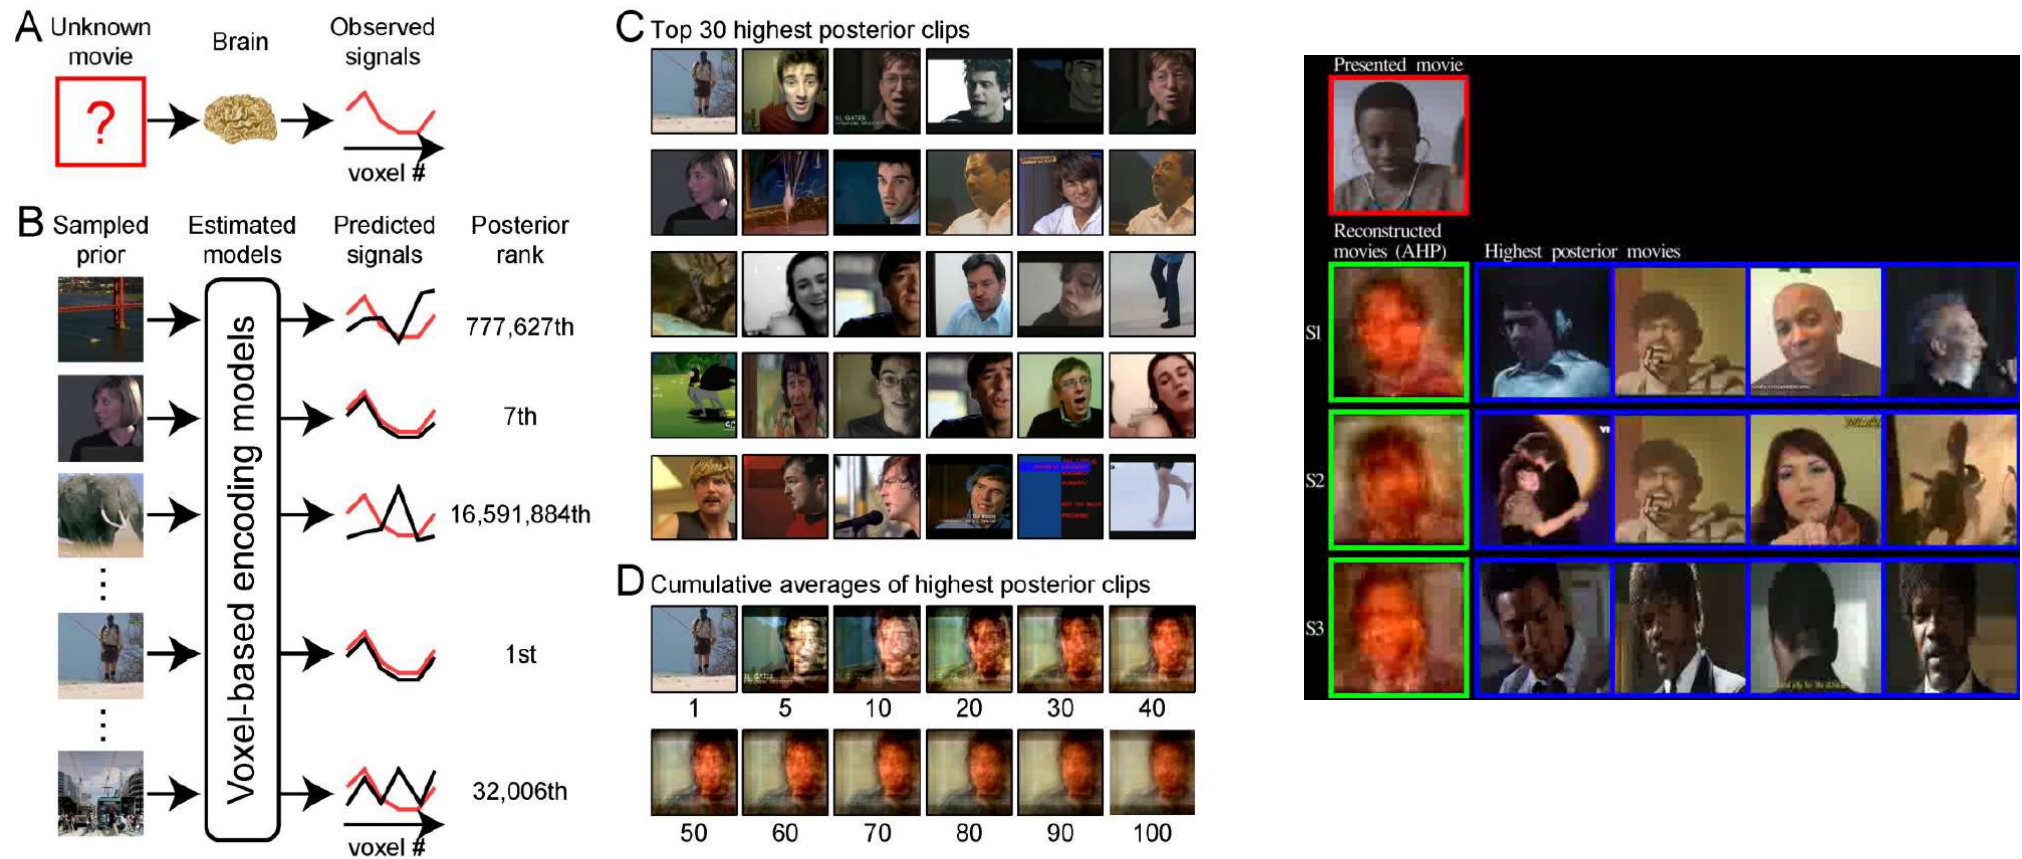 A Unknown movie
Brain
Observed signals
?
voxel #
B Sampled prior
Estimated models
Predicted signals
Posterior rank
Voxel-based encoding models
777,627th
7th
16,591,884th
1st
32,006th
voxel #
C Top 30 highest posterior clips
D Cumulative averages of highest posterior clips
1 5 10 20 30 40
50 60 70 80 90 100
Presented movie
Reconstructed
movies (AHP)
Highest posterior movies
S1
S2
S3